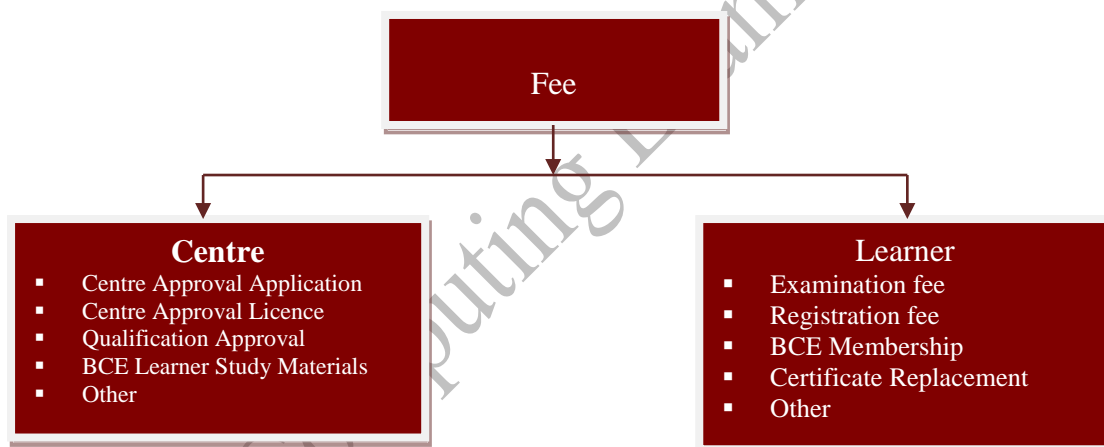 Fee
Centre
▪ Centre Approval Application
▪ Centre Approval Licence
▪ Qualification Approval
▪ BCE Learner Study Materials
▪ Other
Learner
▪ Examination fee
▪ Registration fee
▪ BCE Membership
▪ Certificate Replacement
▪ Other